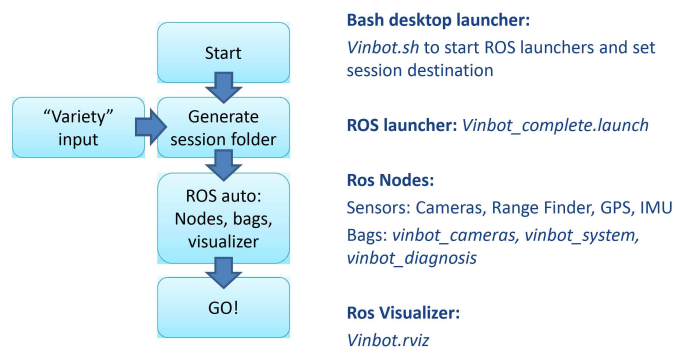 Start
"Variety"
input
Generate
session folder
ROS auto:
Nodes, bags,
visualizer
GO!
Bash desktop launcher:
Vinbot.sh to start ROS launchers and set
session destination
ROS launcher: Vinbot_complete.launch
Ros Nodes:
Sensors: Cameras, Range Finder, GPS, IMU
Bags: vinbot_cameras, vinbot_system,
vinbot_diagnosis
Ros Visualizer:
Vinbot.rviz